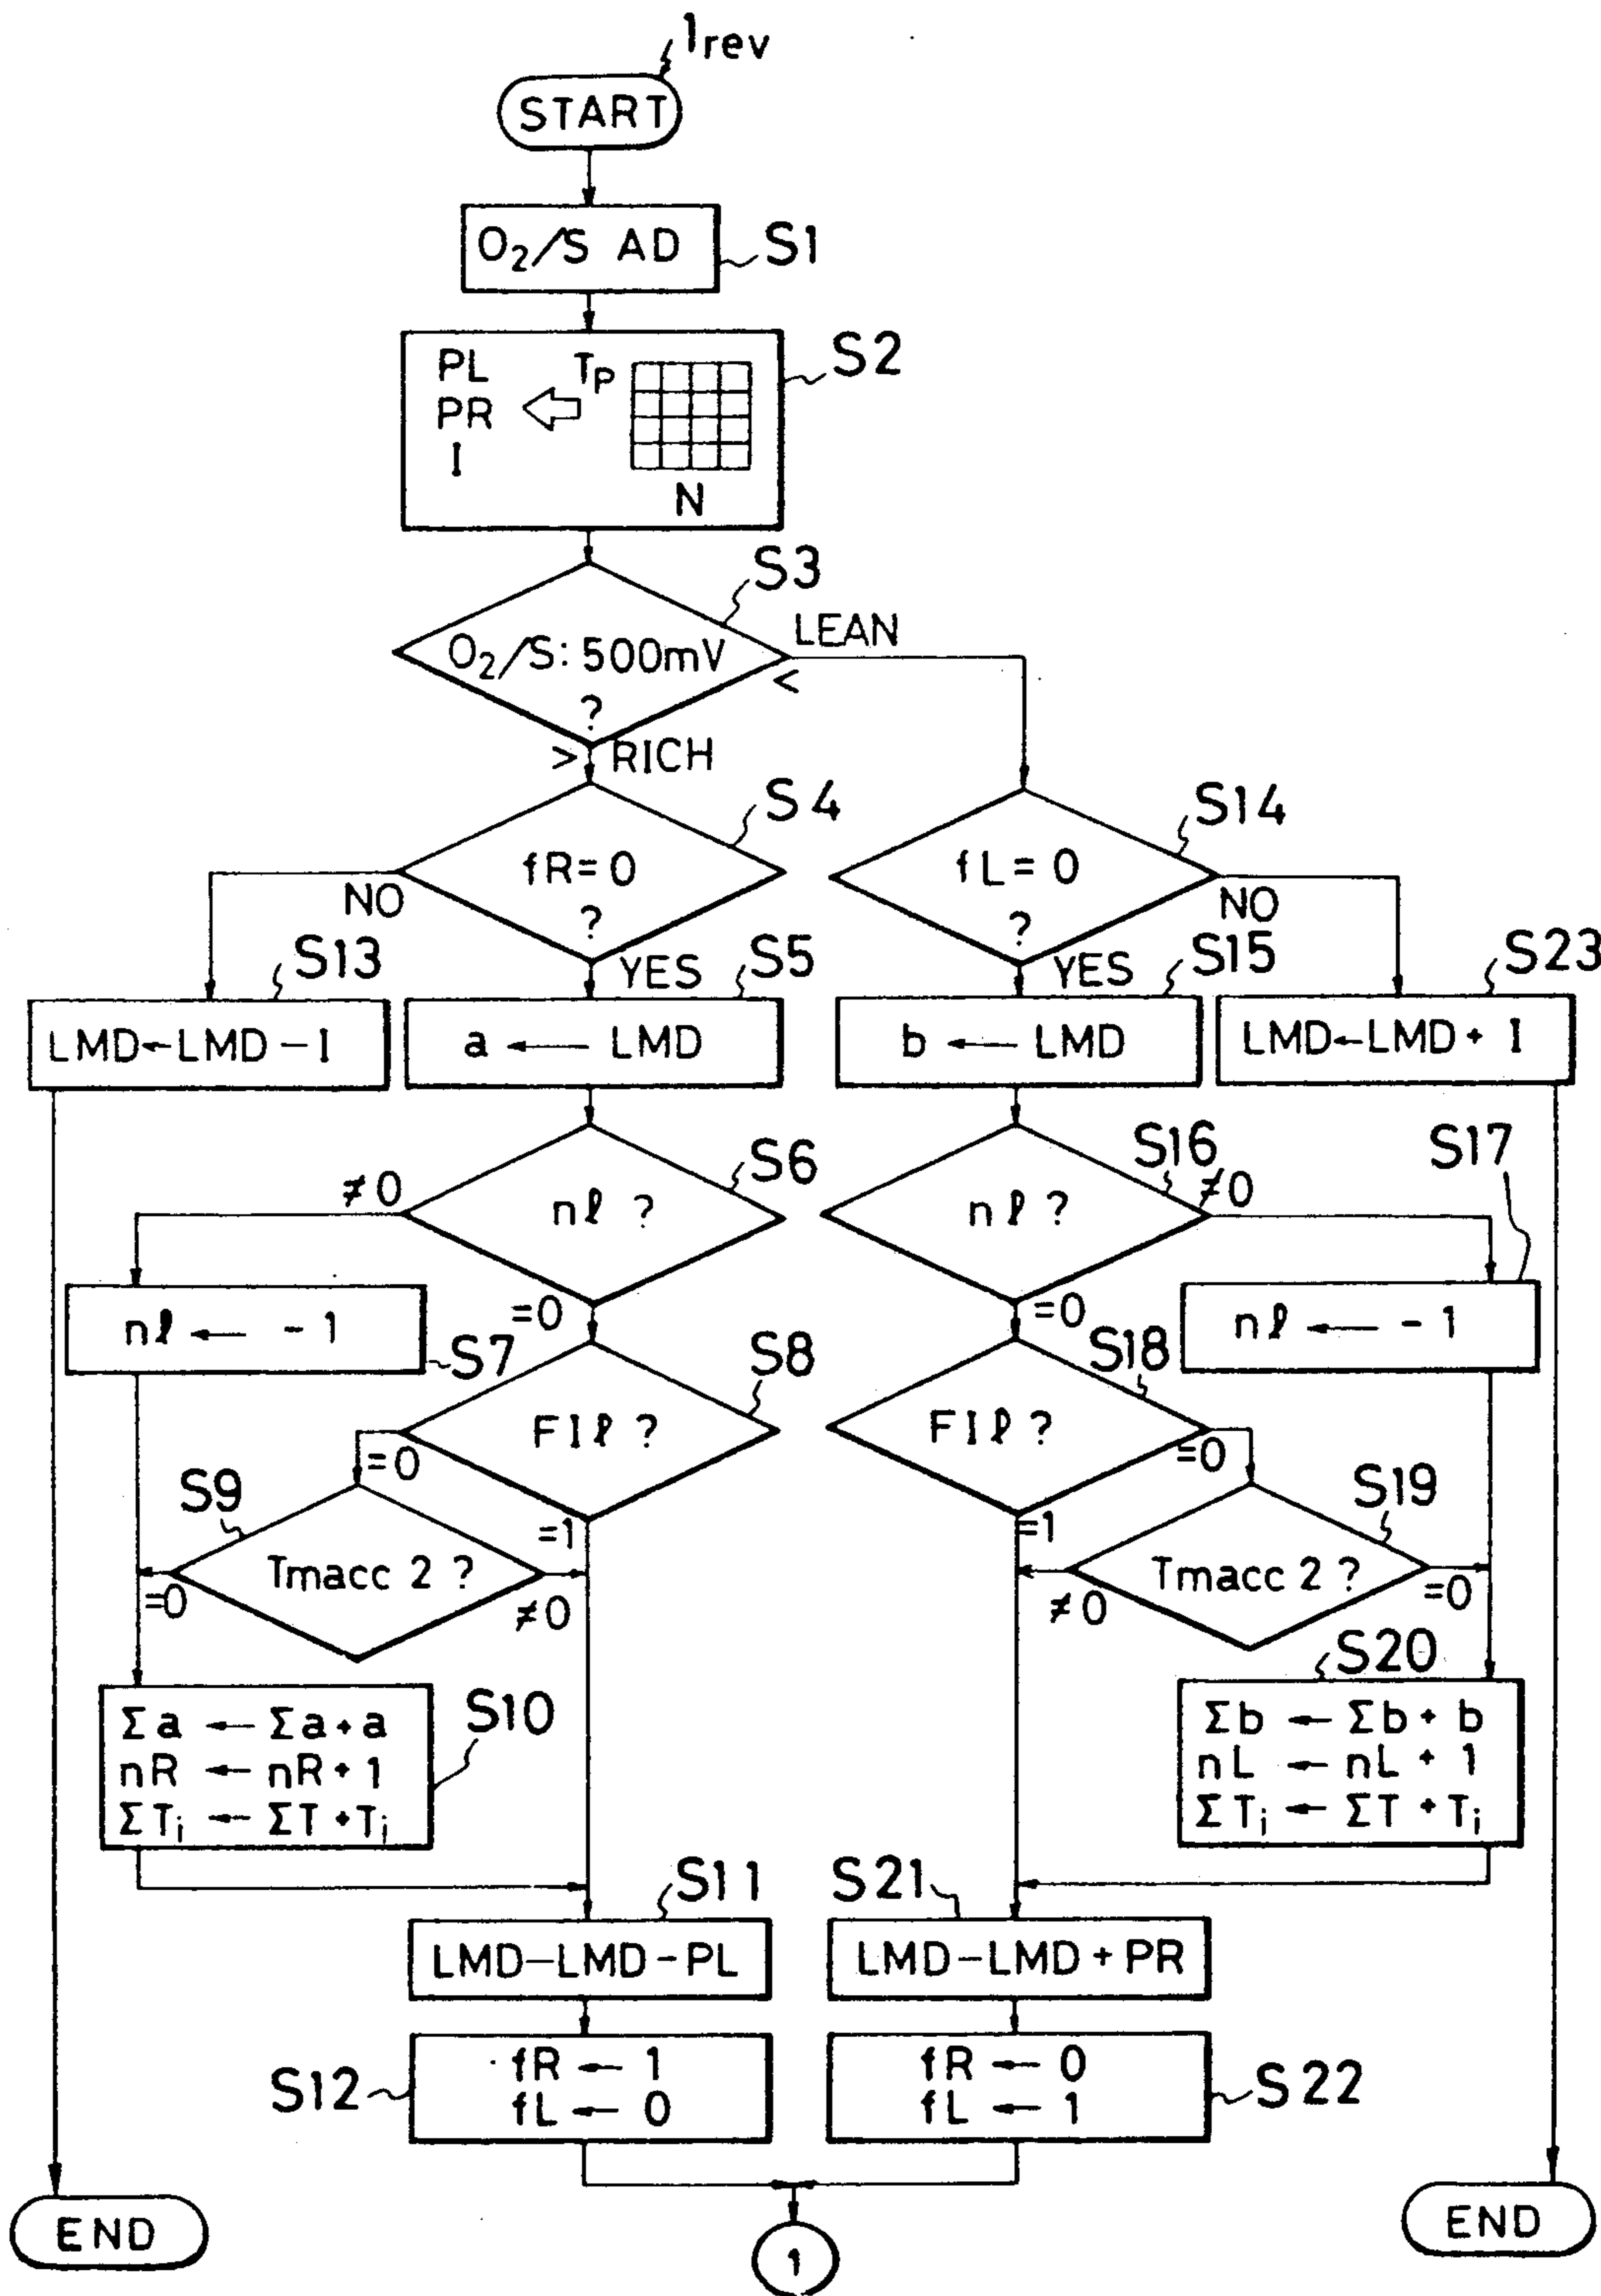 1rev
START
O₂/S AD
S1
PL
PR
I
Tp
N
S2
S3
O₂/S: 500mV
?
LEAN
<
> RICH
S4
fR = 0
?
NO
YES
S14
fL = 0
?
NO
YES
S13
LMD ← LMD - I
S5
a ← LMD
S15
b ← LMD
S23
LMD ← LMD + I
S6
nℓ ?
≠0
=0
S16
nℓ ?
≠0
=0
S17
nℓ ← - 1
S7
nℓ ← - 1
S8
FIℓ ?
=0
=1
S18
FIℓ ?
=0
=1
S9
Tmacc 2 ?
=0
≠0
S19
Tmacc 2 ?
≠0
=0
S10
Σa ← Σa + a
nR ← nR + 1
ΣTi ← ΣT + Ti
S20
Σb ← Σb + b
nL ← nL + 1
ΣTi ← ΣT + Ti
S11
LMD—LMD - PL
S21
LMD—LMD + PR
S12
fR ← 1
fL ← 0
fR ← 0
fL ← 1
S22
END
1
END